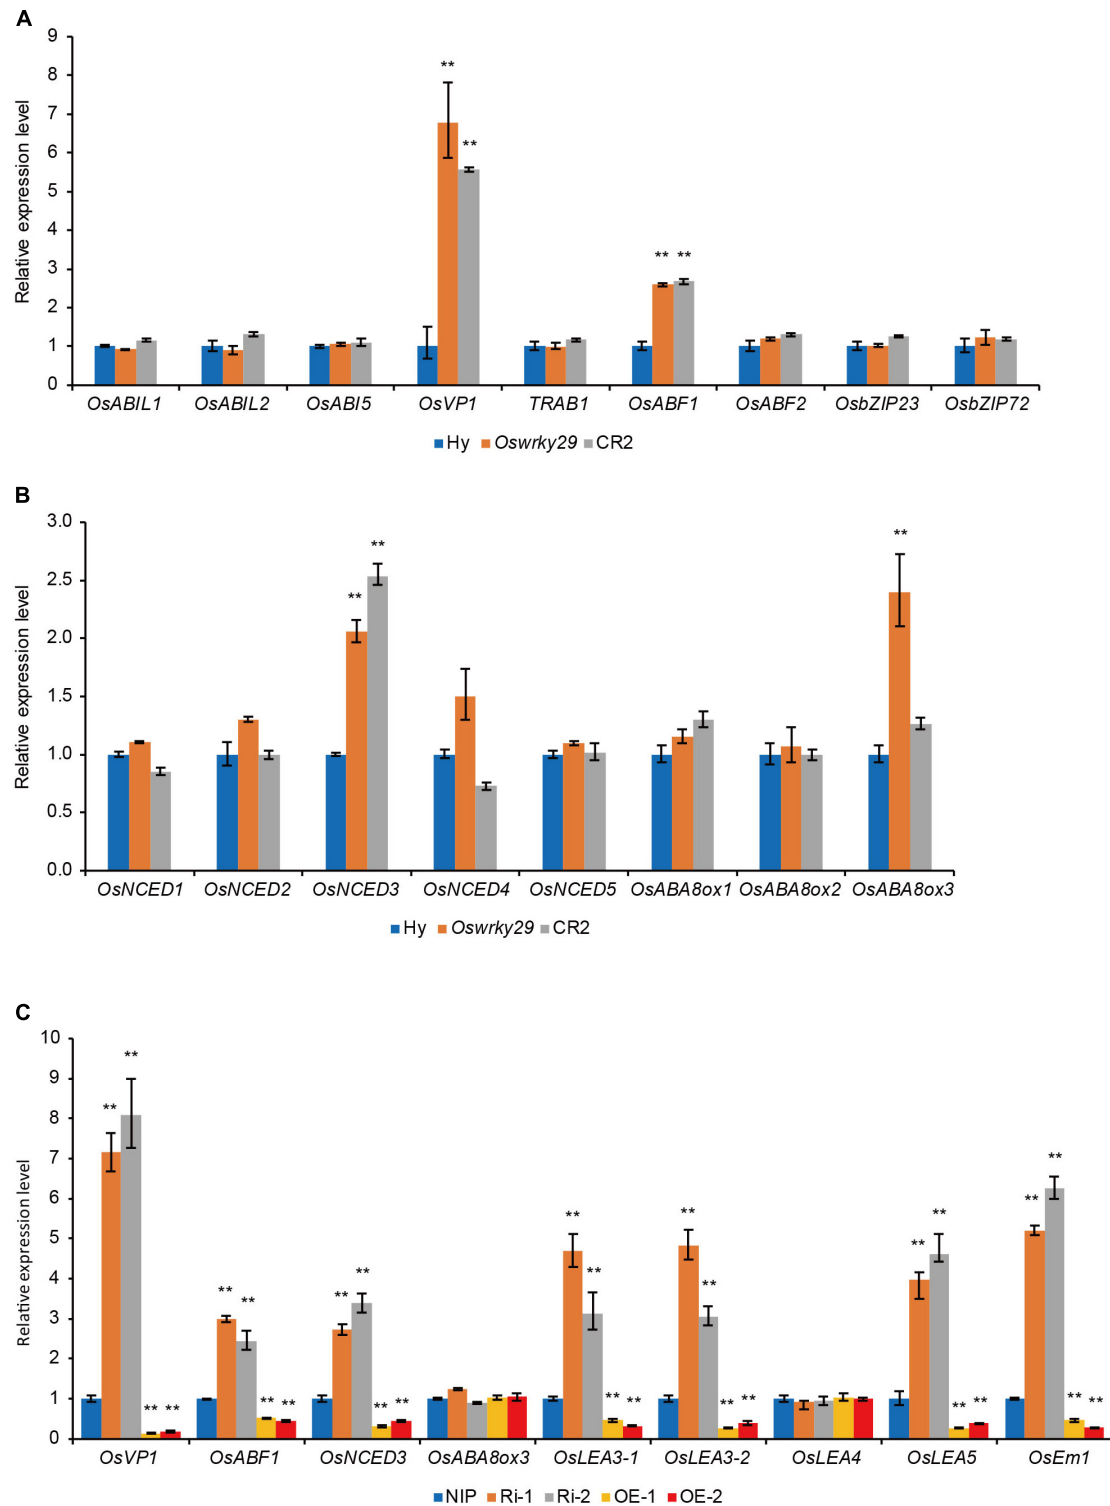 A
Relative expression level
9
8
7
6
5
4
3
2
1
0
**
**
** **
OsABIL1 OsABIL2 OsABI5 OsVP1 TRAB1 OsABF1 OsABF2 OsbZIP23 OsbZIP72
Hy Oswrky29 CR2
B
Relative expression level
3.0
2.5
2.0
1.5
1.0
0.5
0.0
**
**
**
OsNCED1 OsNCED2 OsNCED3 OsNCED4 OsNCED5 OsABA8ox1 OsABA8ox2 OsABA8ox3
Hy Oswrky29 CR2
C
Relative expression level
10
9
8
7
6
5
4
3
2
1
0
** ** ** **
** ** ** **
** ** ** **
** ** ** **
** ** ** **
** ** ** **
** ** ** **
OsVP1 OsABF1 OsNCED3 OsABA8ox3 OsLEA3-1 OsLEA3-2 OsLEA4 OsLEA5 OsEm1
NIP Ri-1 Ri-2 OE-1 OE-2